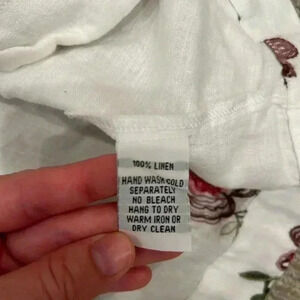 100% LINEN
HAND WASH COLD
SEPARATELY
NO BLEACH
HANG TO DRY
WARM IRON OR
DRY CLEAN